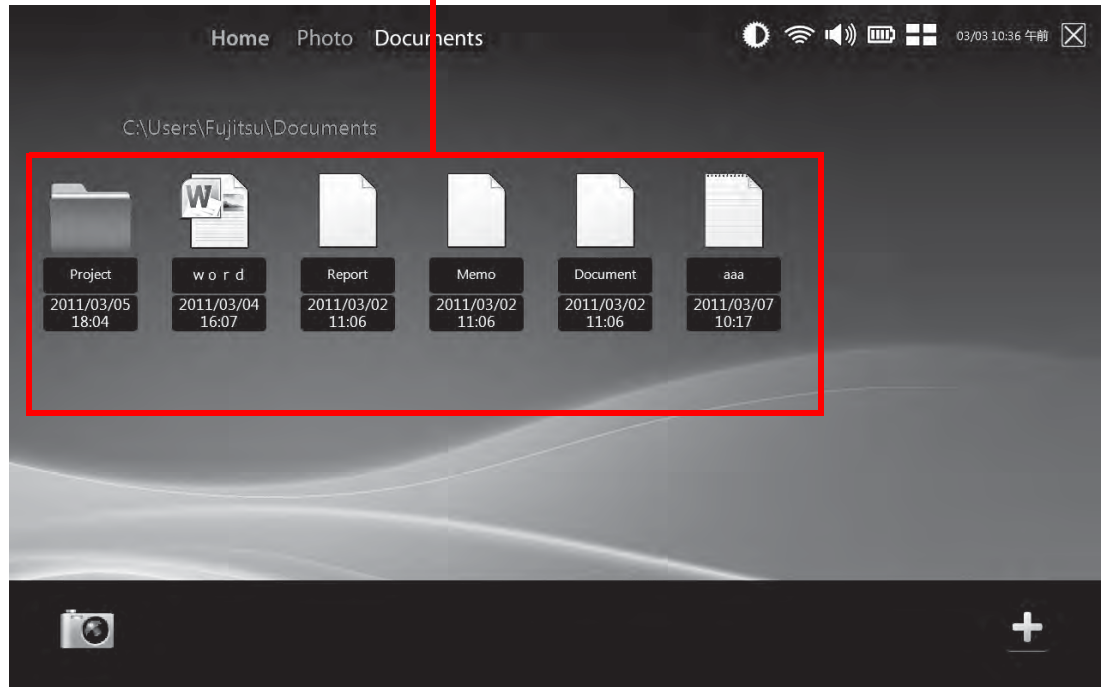 Home Photo Documents
03/03 10:36 午前
C:\Users\Fujitsu\Documents
W
Project
ｗｏｒｄ
Report
Memo
Document
aaa
2011/03/05
18:04
2011/03/04
16:07
2011/03/02
11:06
2011/03/02
11:06
2011/03/02
11:06
2011/03/07
10:17